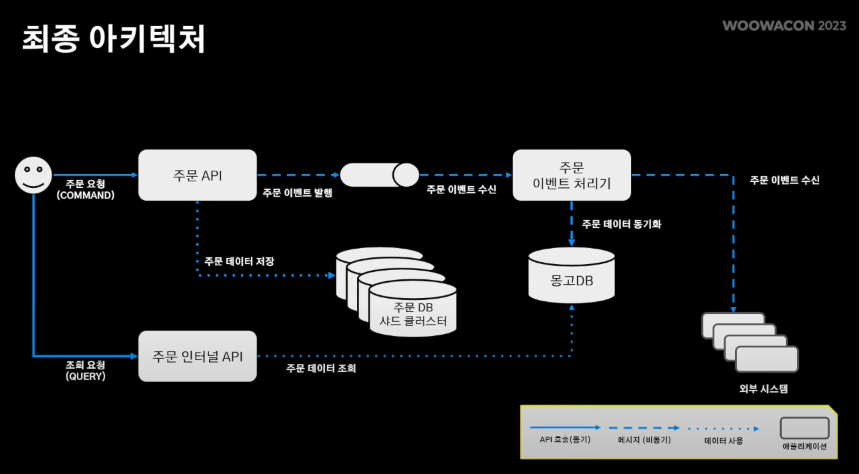 최종 아키텍처
WOOWACON 2023
주문 요청
(COMMAND)
주문 API
주문 이벤트 발행
주문 이벤트 수신
주문
이벤트 처리기
주문 이벤트 수신
주문 데이터 동기화
주문 데이터 저장
주문 DB
샤드 클러스터
몽고DB
조회 요청
(QUERY)
주문 인터널 API
주문 데이터 조회
외부 시스템
API 호출(동기)
메시지 (비동기)
데이터 사용
애플리케이션